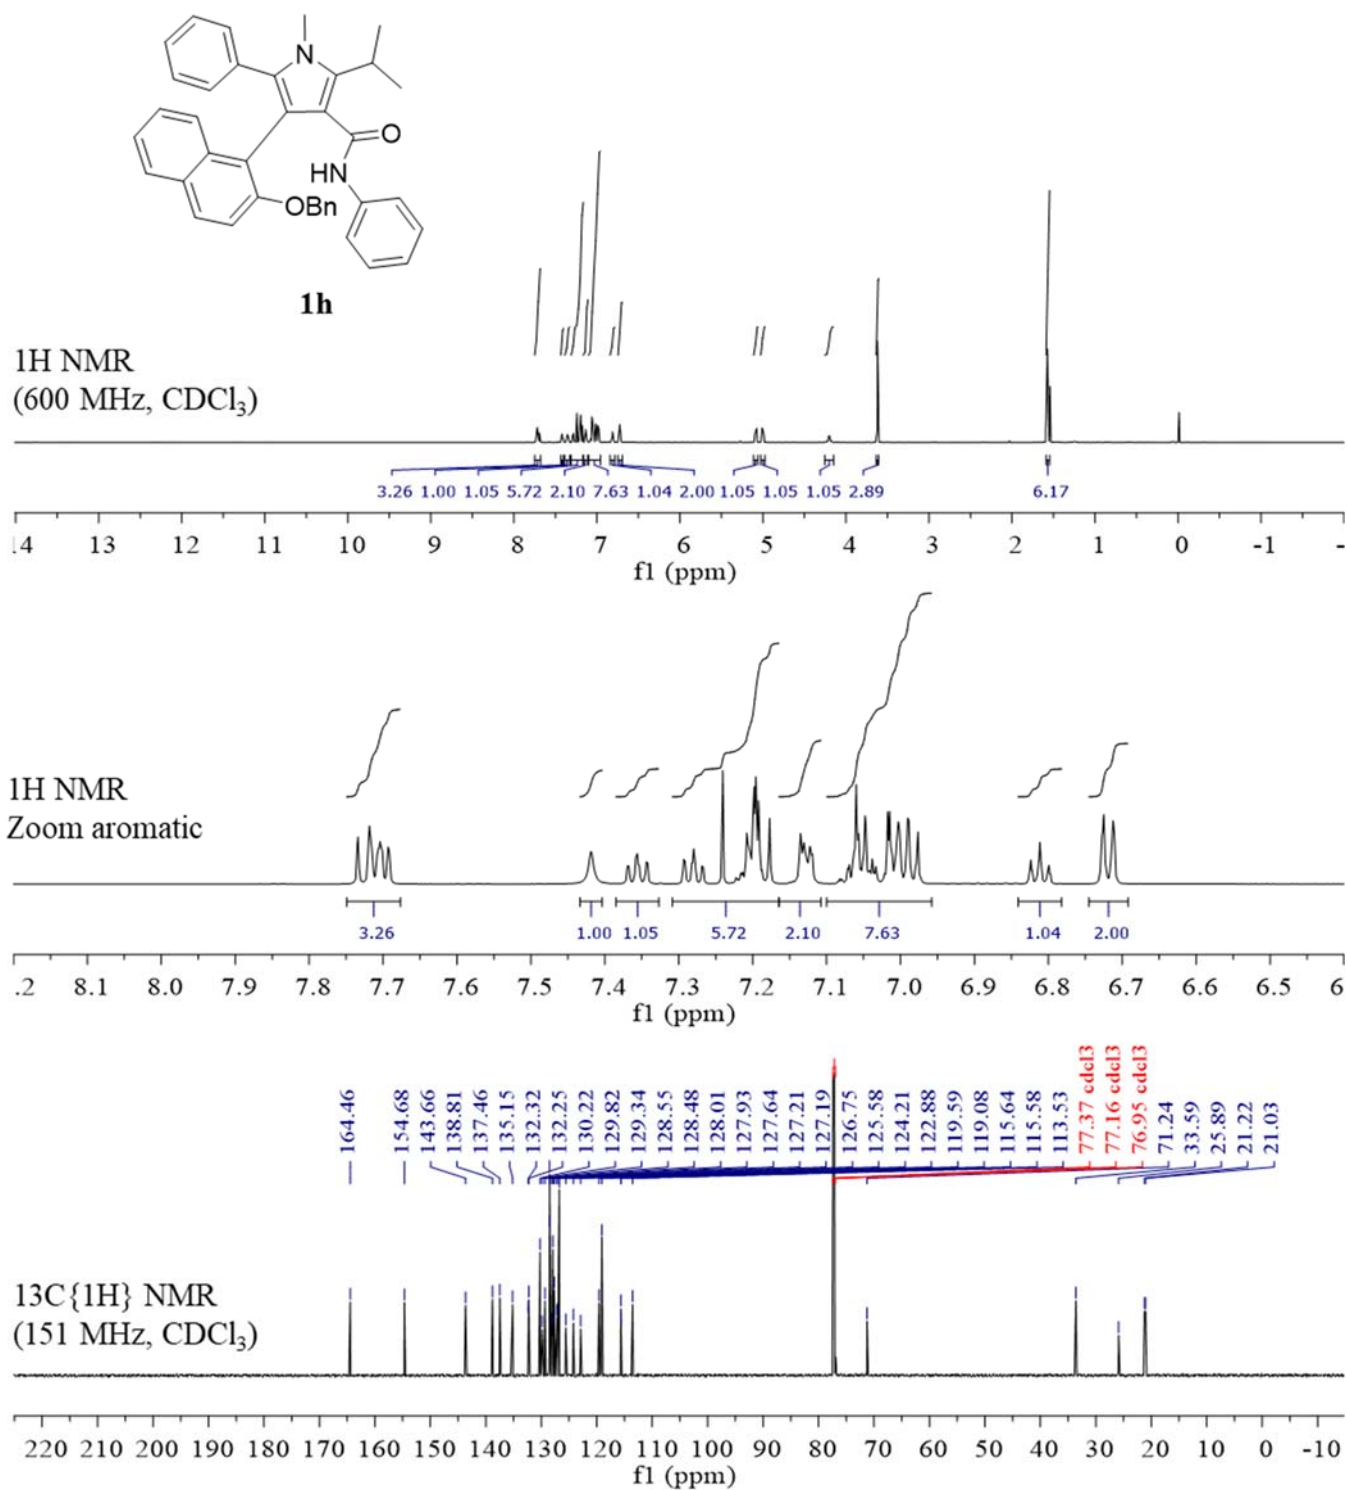 N
O
HN
OBn
1h
1H NMR
(600 MHz, CDCl3)
3.26 1.00 1.05 5.72 2.10 7.63 1.04 2.00 1.05 1.05 1.05 2.89 6.17
14 13 12 11 10 9 8 7 6 5 4 3 2 1 0 -1 -
f1 (ppm)
1H NMR
Zoom aromatic
3.26 1.00 1.05 5.72 2.10 7.63 1.04 2.00
.2 8.1 8.0 7.9 7.8 7.7 7.6 7.5 7.4 7.3 7.2 7.1 7.0 6.9 6.8 6.7 6.6 6.5 6
f1 (ppm)
164.46
154.68
143.66
138.81
137.46
135.15
132.32
132.25
130.22
129.82
129.34
128.55
128.48
128.01
127.93
127.64
127.21
127.19
126.75
125.58
124.21
122.88
119.59
119.08
115.64
115.58
113.53
77.37 cdcl3
77.16 cdcl3
76.95 cdcl3
71.24
33.59
25.89
21.22
21.03
13C{1H} NMR
(151 MHz, CDCl3)
220 210 200 190 180 170 160 150 140 130 120 110 100 90 80 70 60 50 40 30 20 10 0 -10
f1 (ppm)